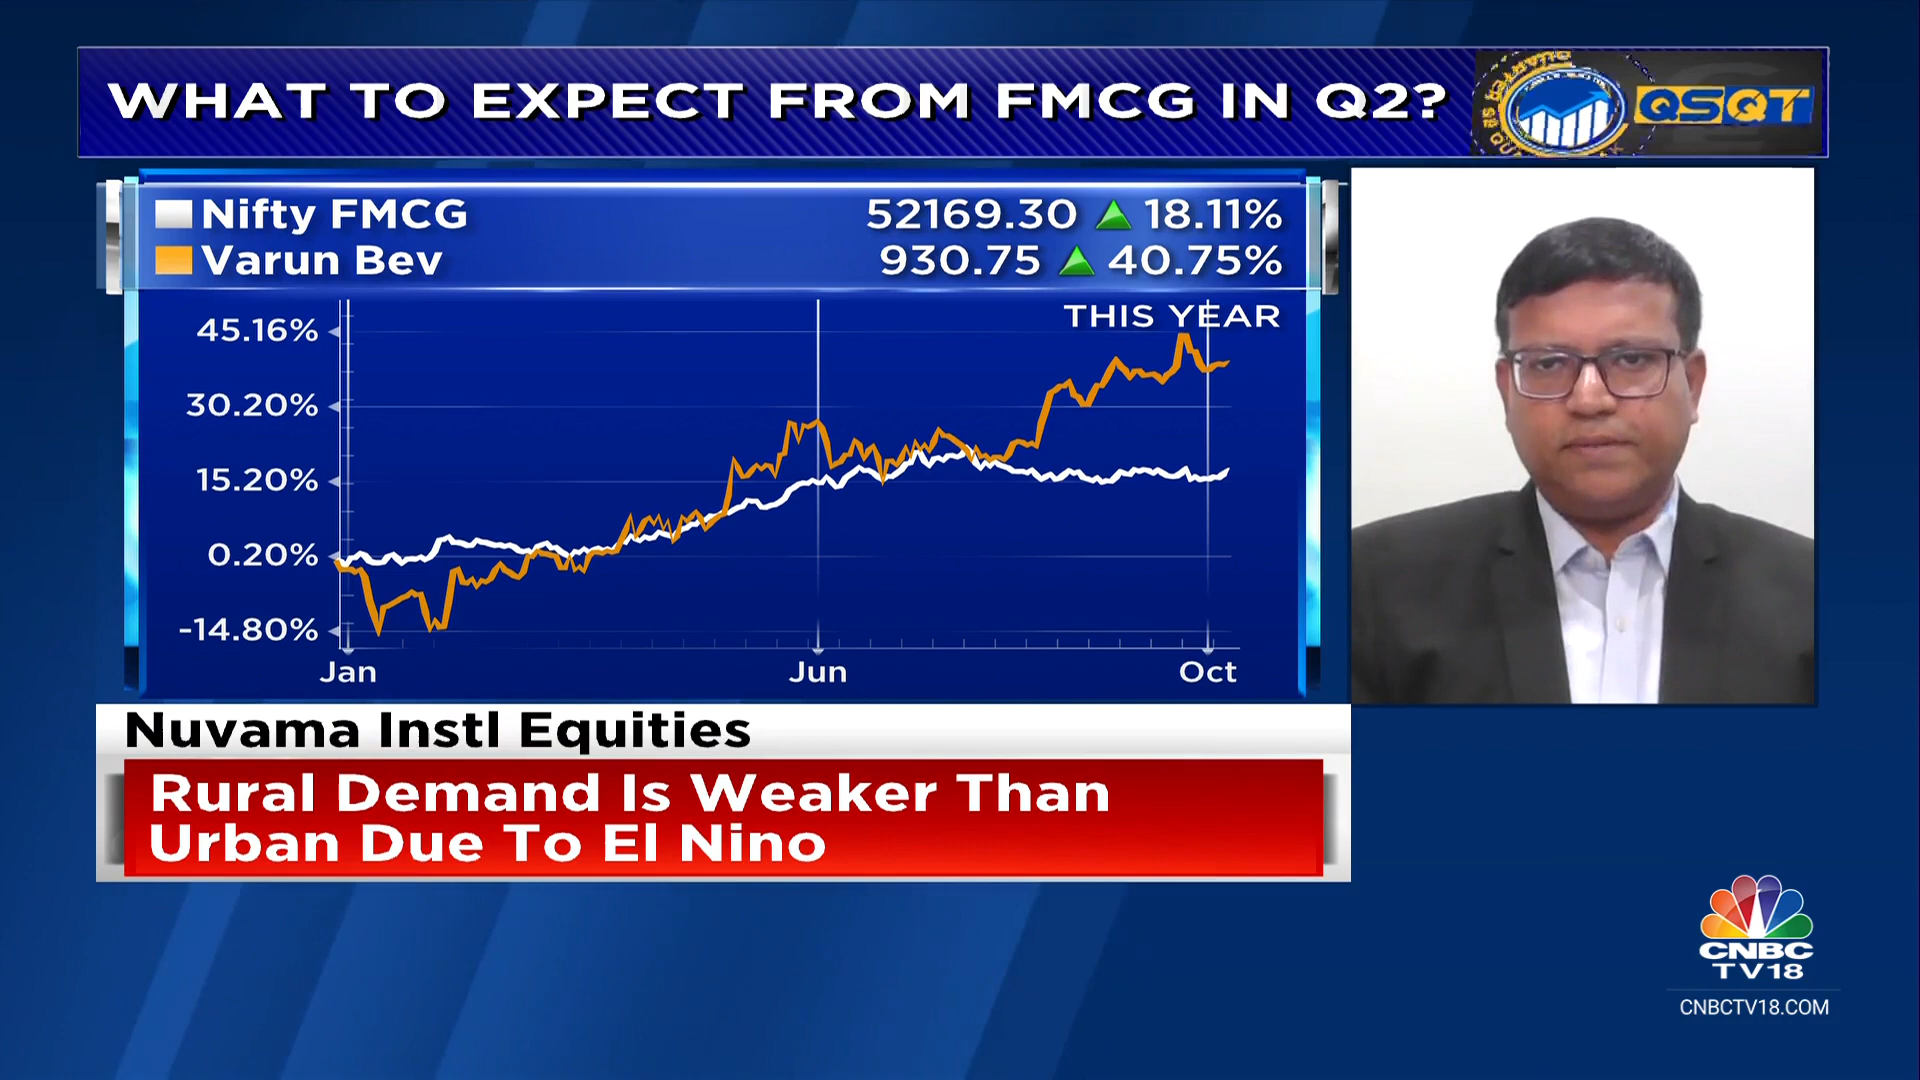 WHAT TO EXPECT FROM FMCG IN Q2?
QSQT
Nifty FMCG 52169.30 ▲ 18.11%
Varun Bev 930.75 ▲ 40.75%
THIS YEAR
45.16%
30.20%
15.20%
0.20%
-14.80%
Jan Jun Oct
Nuvama Instl Equities
Rural Demand Is Weaker Than
Urban Due To El Nino
CNBC
TV18
CNBCTV18.COM